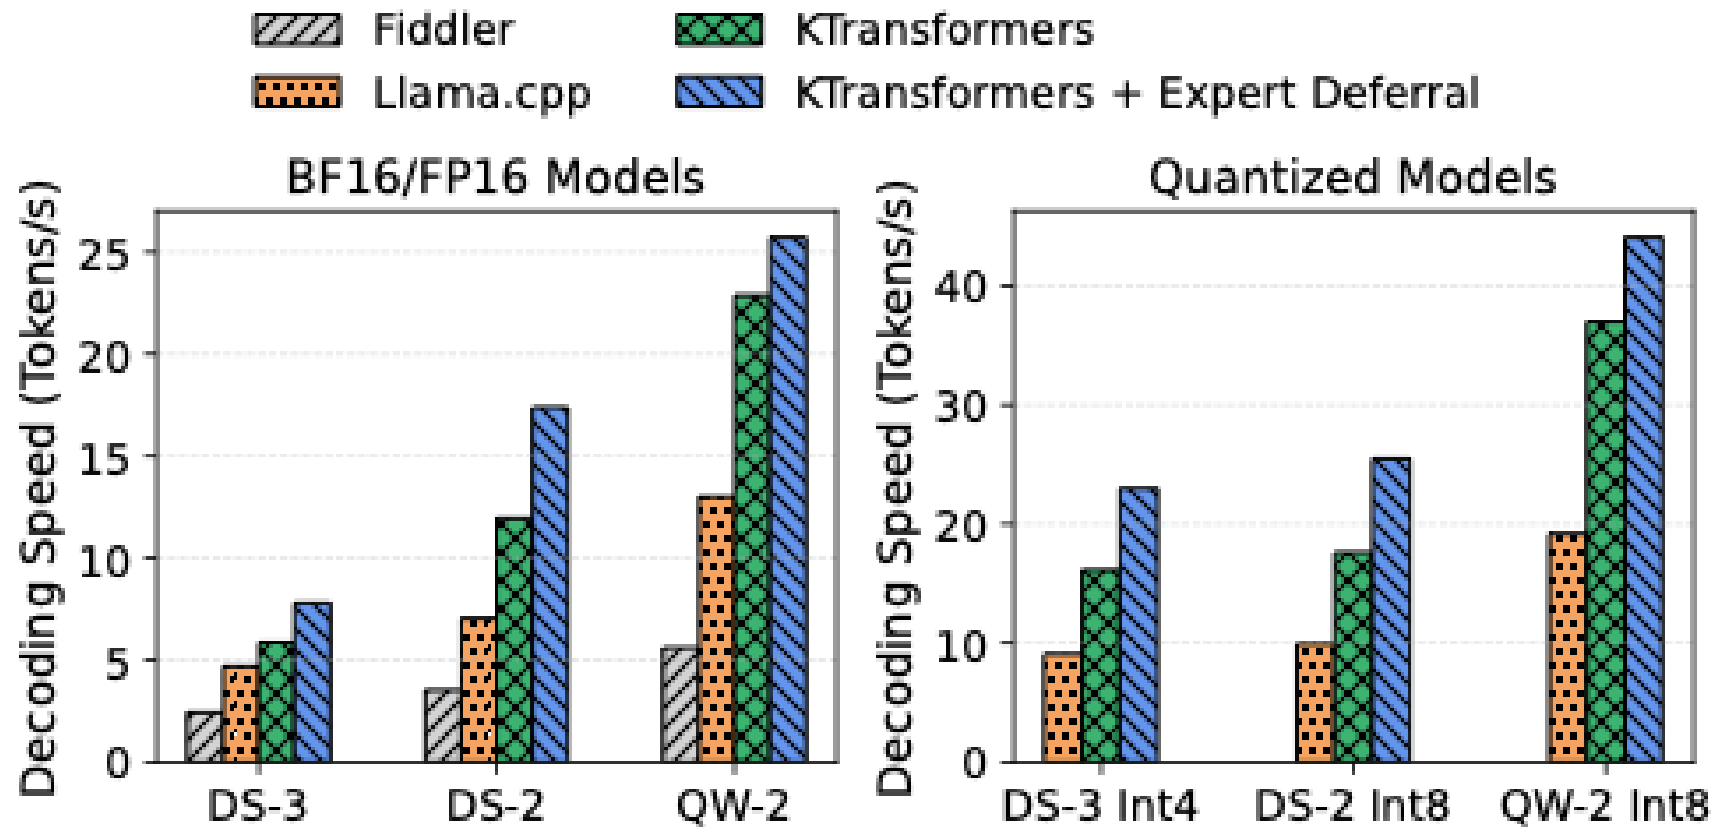 Fiddler
KTransformers
Llama.cpp
KTransformers + Expert Deferral
BF16/FP16 Models
Decoding Speed (Tokens/s)
25
20
15
10
5
0
DS-3
DS-2
QW-2
Quantized Models
Decoding Speed (Tokens/s)
40
30
20
10
0
DS-3 Int4
DS-2 Int8
QW-2 Int8